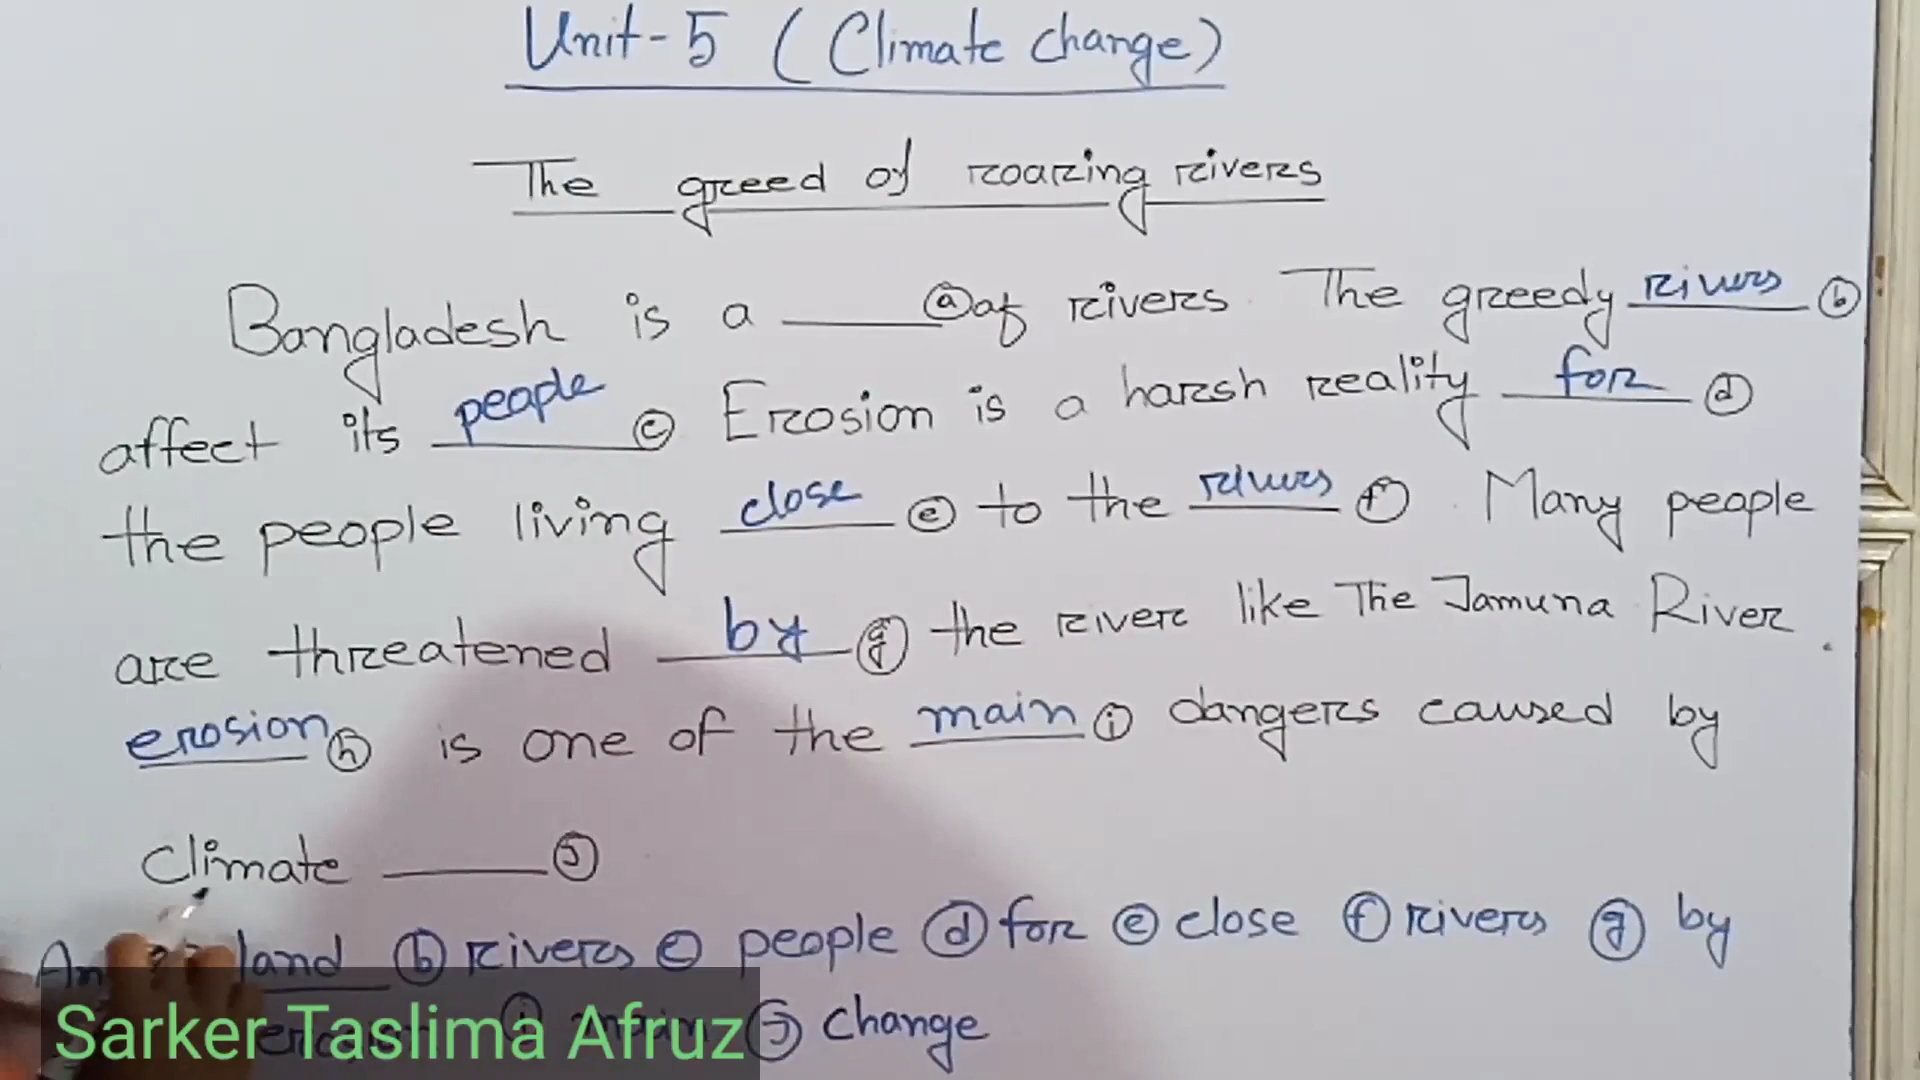 Unit-5 (Climate change)
The greed of roaring rivers
Bangladesh is a ____ (a) of rivers. The greedy rivers (b)
affect its people (c) Erosion is a harsh reality for (d)
the people living close (e) to the rivers (f). Many people
are threatened by (g) the river like The Jamuna River.
erosion (h) is one of the main (i) dangers caused by
Climate ____ (J)
land (b) rivers (c) people (d) for (e) close (f) rivers (g) by
(J) change
Sarker Taslima Afruz